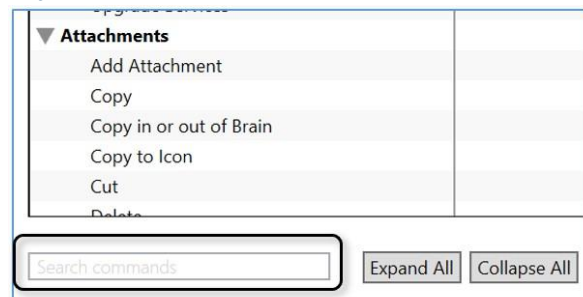 Attachments
Add Attachment
Copy
Copy in or out of Brain
Copy to Icon
Cut
Search commands
Expand All Collapse All